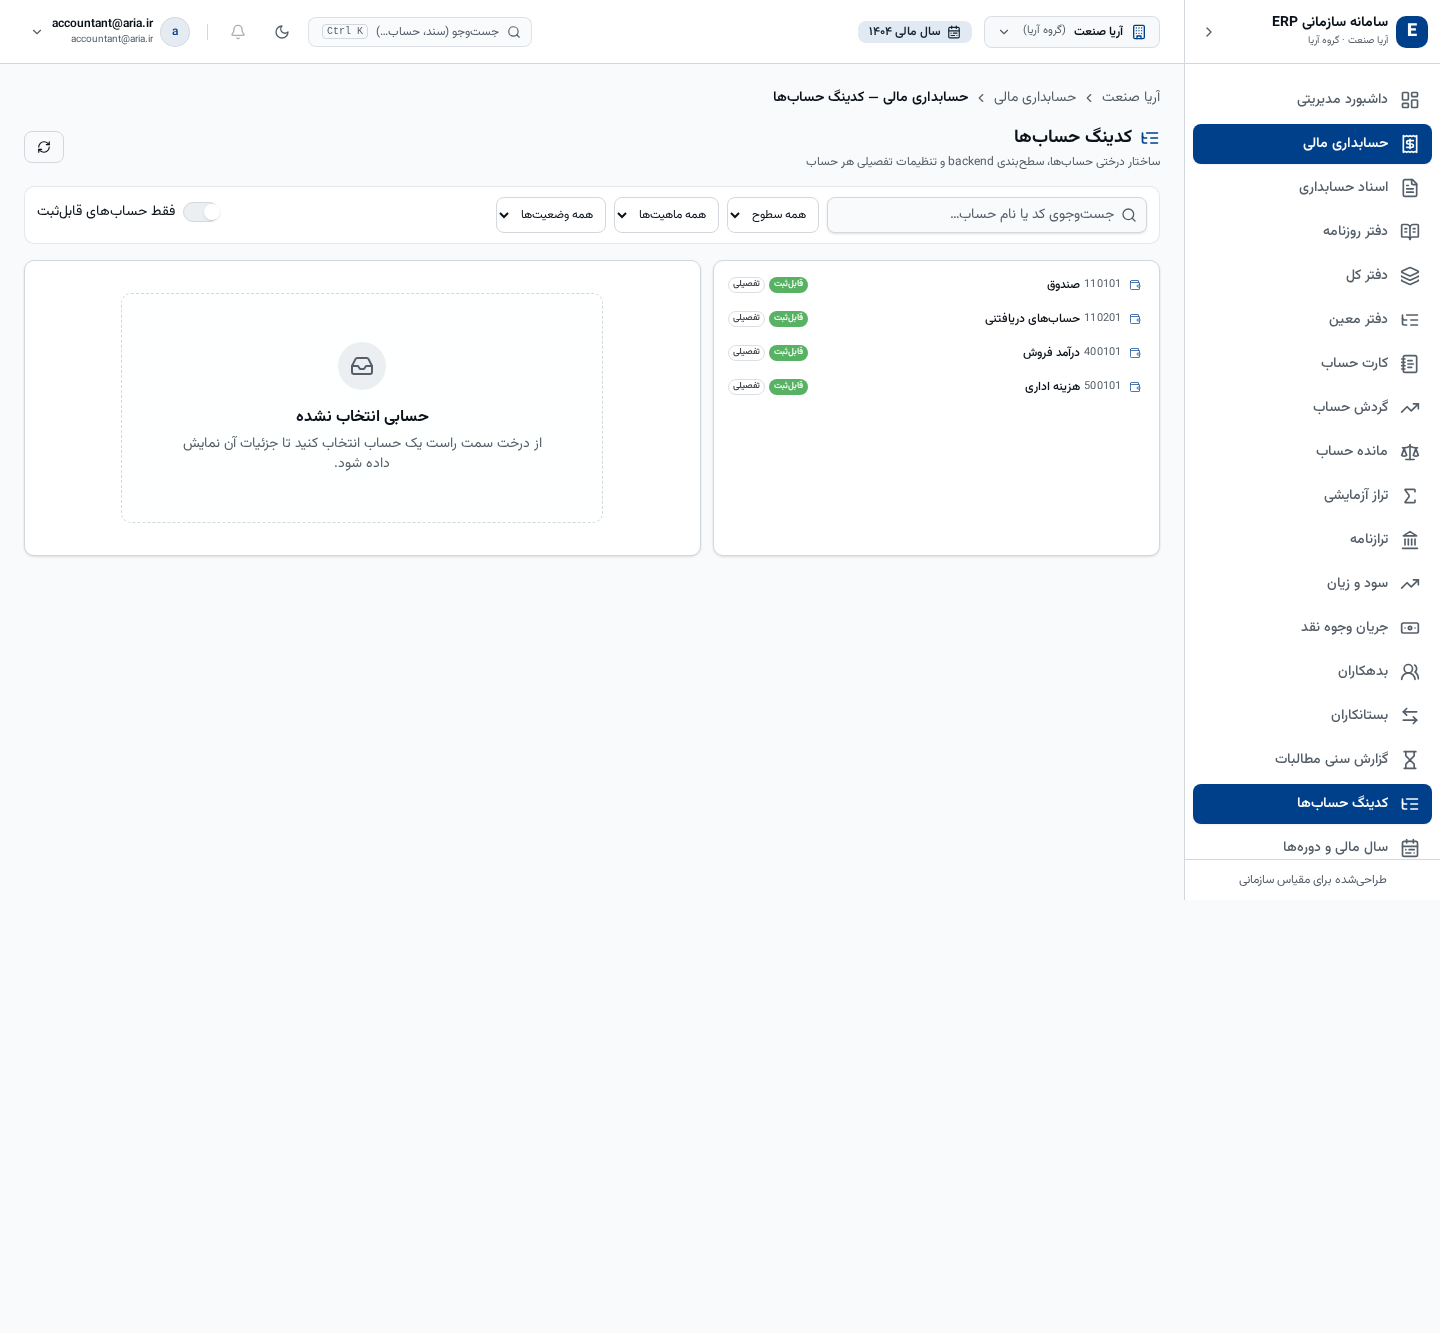 سامانه سازمانی ERP
آریا صنعت · گروه آریا
E
آریا صنعت (گروه آریا)
سال مالی ۱۴۰۴
جست‌وجو (سند، حساب...) Ctrl K
a
accountant@aria.ir
accountant@aria.ir
داشبورد مدیریتی
حسابداری مالی
اسناد حسابداری
دفتر روزنامه
دفتر کل
دفتر معین
کارت حساب
گردش حساب
مانده حساب
تراز آزمایشی
ترازنامه
سود و زیان
جریان وجوه نقد
بدهکاران
بستانکاران
گزارش سنی مطالبات
کدینگ حساب‌ها
سال مالی و دوره‌ها
طراحی‌شده برای مقیاس سازمانی
آریا صنعت
حسابداری مالی
حسابداری مالی — کدینگ حساب‌ها
کدینگ حساب‌ها
ساختار درختی حساب‌ها، سطح‌بندی backend و تنظیمات تفصیلی هر حساب
جست‌وجوی کد یا نام حساب...
همه سطوح
همه ماهیت‌ها
همه وضعیت‌ها
فقط حساب‌های قابل‌ثبت
110101 صندوق قابل‌ثبت تفصیلی
110201 حساب‌های دریافتنی قابل‌ثبت تفصیلی
400101 درآمد فروش قابل‌ثبت تفصیلی
500101 هزینه اداری قابل‌ثبت تفصیلی
حسابی انتخاب نشده
از درخت سمت راست یک حساب انتخاب کنید تا جزئیات آن نمایش
داده شود.